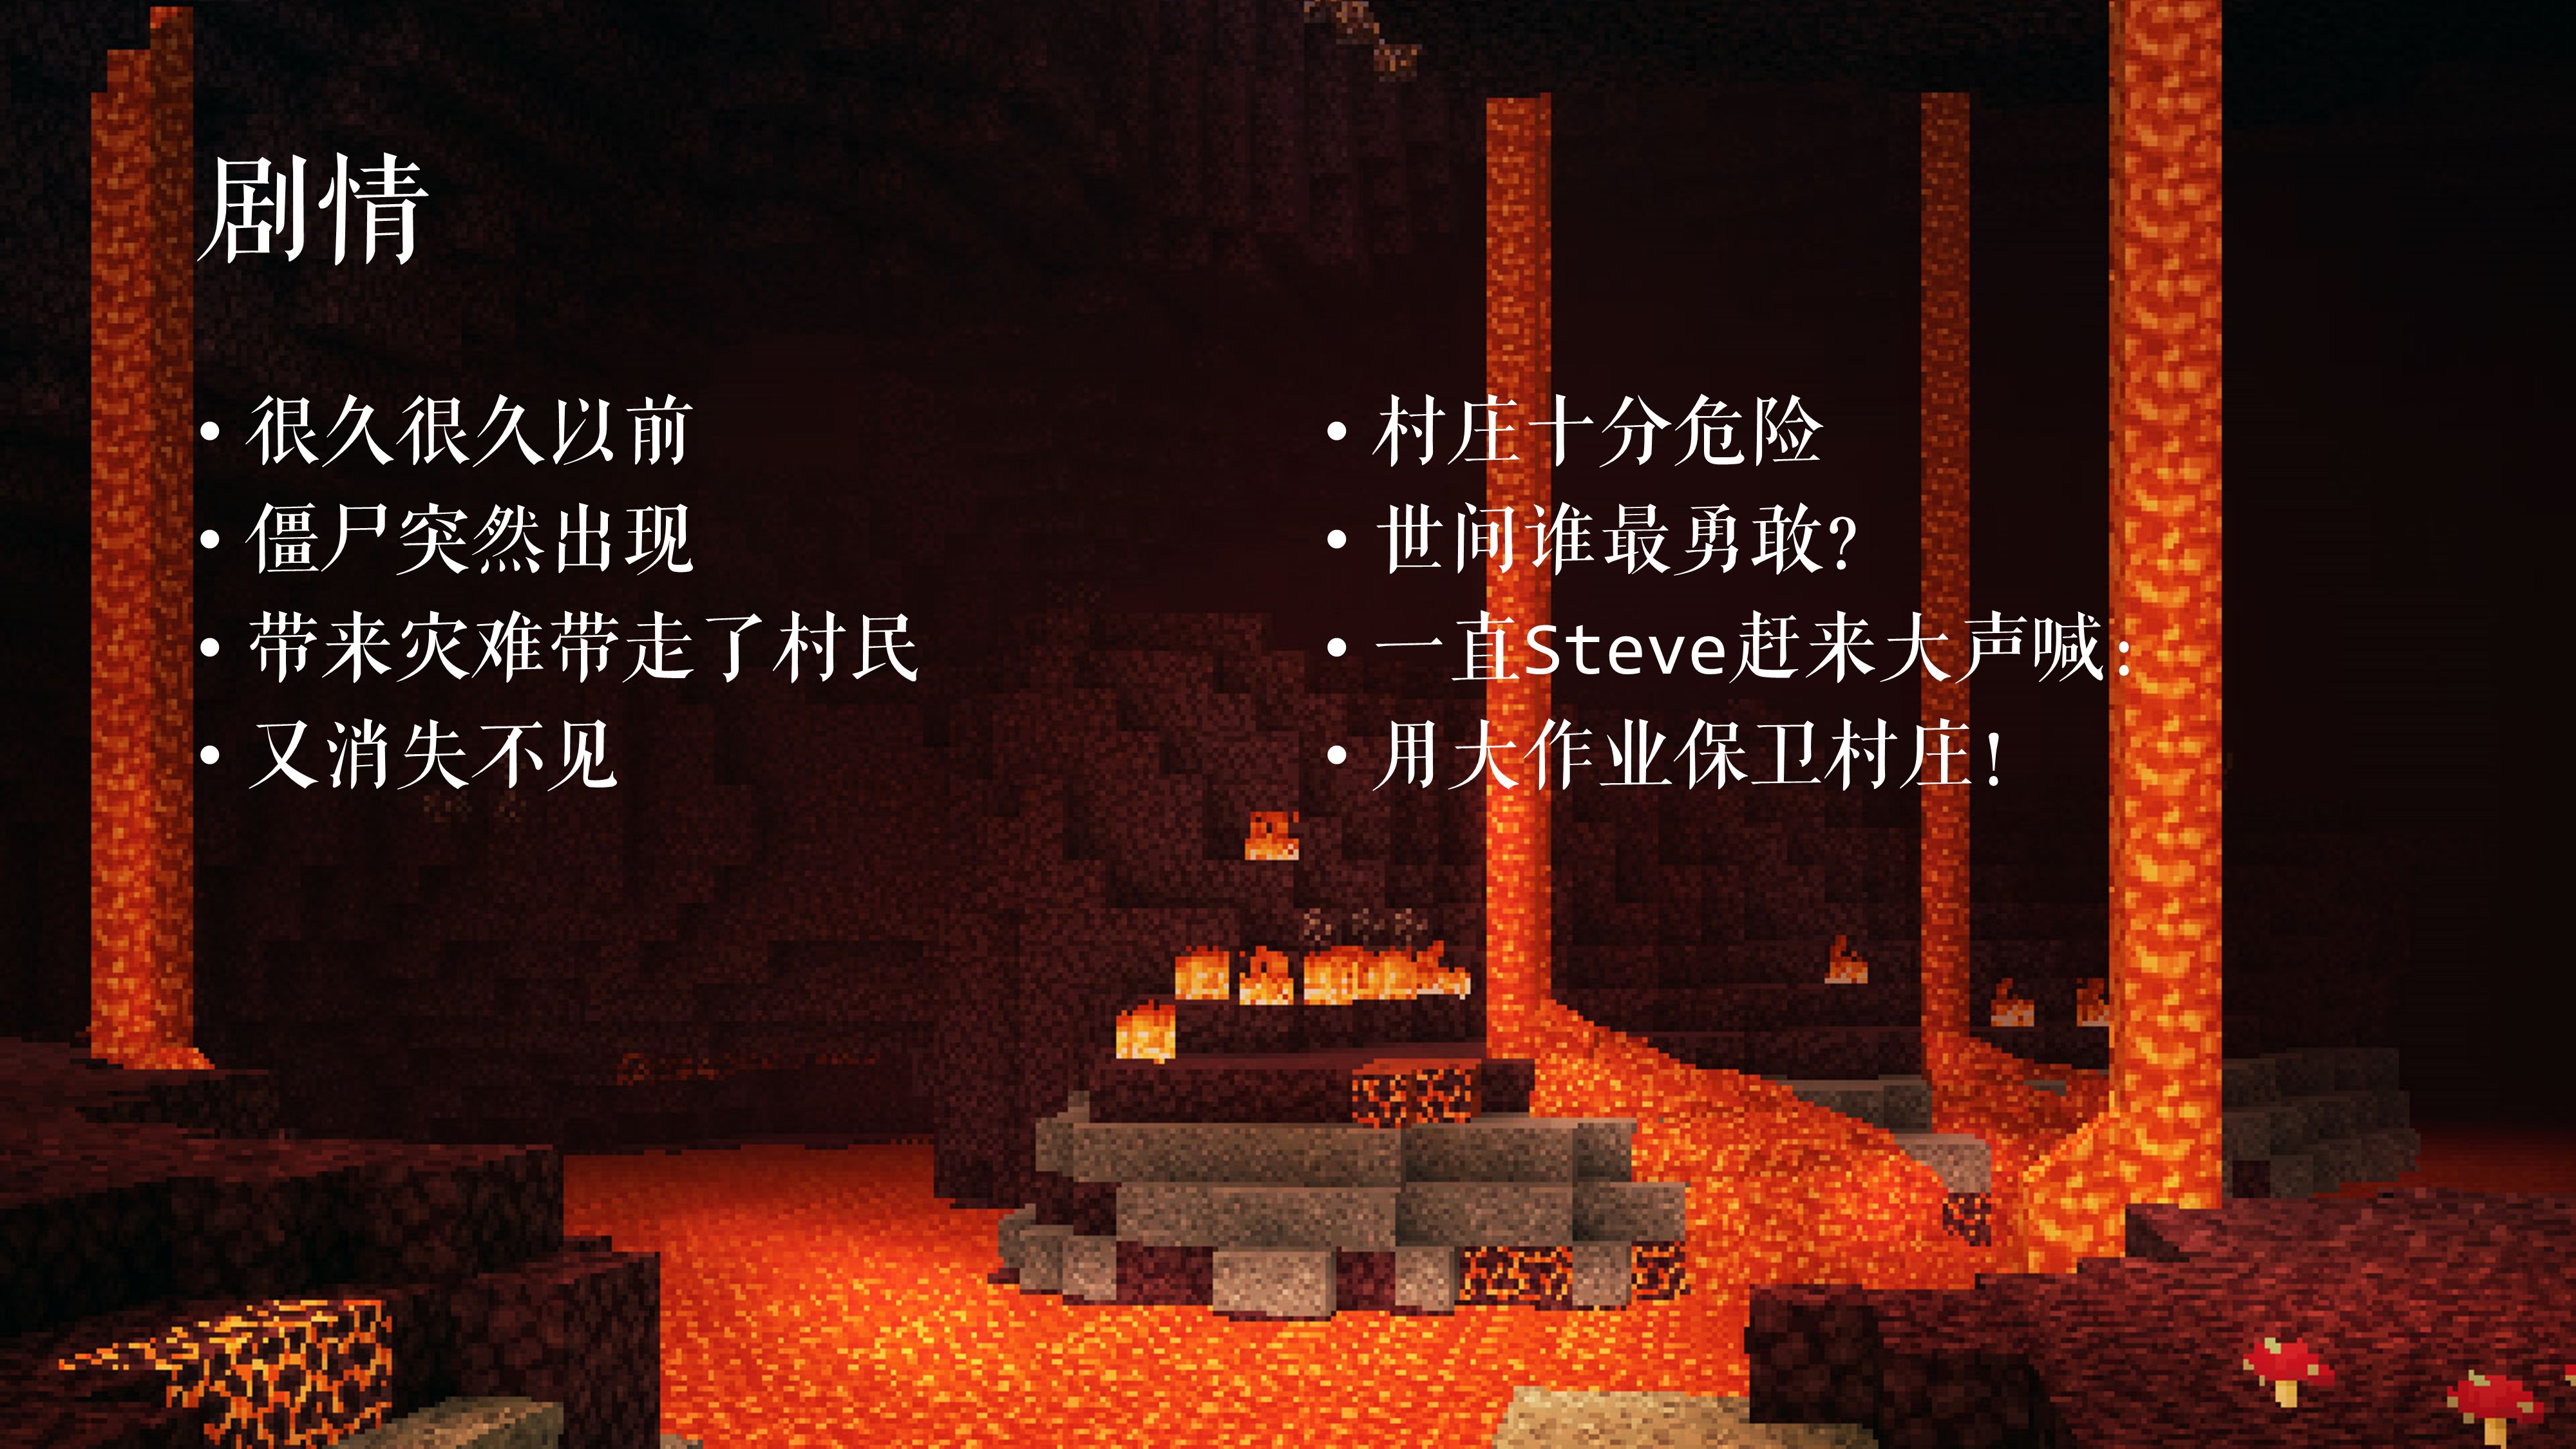 剧情
• 很久很久以前
• 僵尸突然出现
• 带来灾难带走了村民
• 又消失不见
• 村庄十分危险
• 世间谁最勇敢？
• 一直Steve赶来大声喊：
• 用大作业保卫村庄！